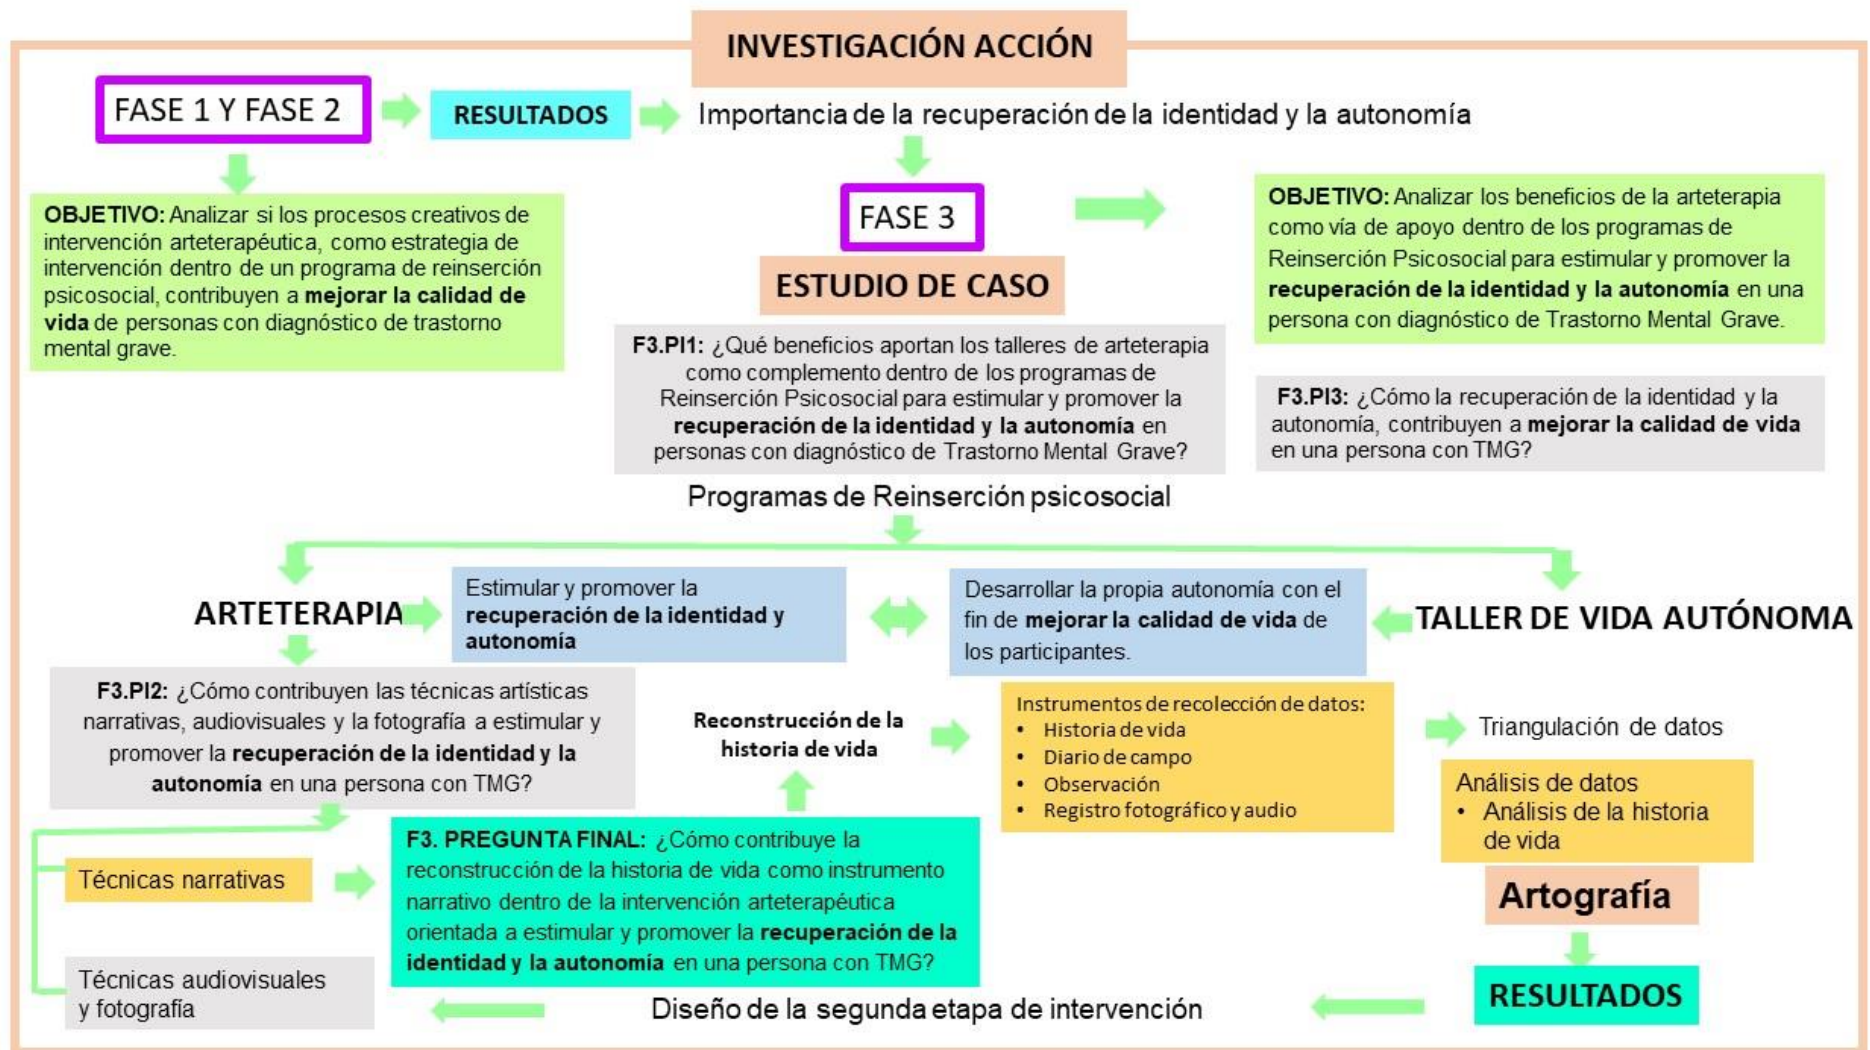 INVESTIGACIÓN ACCIÓN
FASE 1 Y FASE 2
RESULTADOS
Importancia de la recuperación de la identidad y la autonomía
OBJETIVO: Analizar si los procesos creativos de
intervención arteterapéutica, como estrategia de
intervención dentro de un programa de reinserción
psicosocial, contribuyen a mejorar la calidad de
vida de personas con diagnóstico de trastorno
mental grave.
FASE 3
ESTUDIO DE CASO
OBJETIVO: Analizar los beneficios de la arteterapia
como vía de apoyo dentro de los programas de
Reinserción Psicosocial para estimular y promover la
recuperación de la identidad y la autonomía en una
persona con diagnóstico de Trastorno Mental Grave.
F3.PI1: ¿Qué beneficios aportan los talleres de arteterapia
como complemento dentro de los programas de
Reinserción Psicosocial para estimular y promover la
recuperación de la identidad y la autonomía en
personas con diagnóstico de Trastorno Mental Grave?
F3.PI3: ¿Cómo la recuperación de la identidad y la
autonomía, contribuyen a mejorar la calidad de vida
en una persona con TMG?
Programas de Reinserción psicosocial
ARTETERAPIA
Estimular y promover la
recuperación de la identidad y
autonomía
Desarrollar la propia autonomía con el
fin de mejorar la calidad de vida de
los participantes.
TALLER DE VIDA AUTÓNOMA
F3.PI2: ¿Cómo contribuyen las técnicas artísticas
narrativas, audiovisuales y la fotografía a estimular y
promover la recuperación de la identidad y la
autonomía en una persona con TMG?
Reconstrucción de la
historia de vida
Instrumentos de recolección de datos:
• Historia de vida
• Diario de campo
• Observación
• Registro fotográfico y audio
Triangulación de datos
Análisis de datos
• Análisis de la historia
de vida
Artografía
RESULTADOS
Técnicas narrativas
F3. PREGUNTA FINAL: ¿Cómo contribuye la
reconstrucción de la historia de vida como instrumento
narrativo dentro de la intervención arteterapéutica
orientada a estimular y promover la recuperación de la
identidad y la autonomía en una persona con TMG?
Técnicas audiovisuales
y fotografía
Diseño de la segunda etapa de intervención